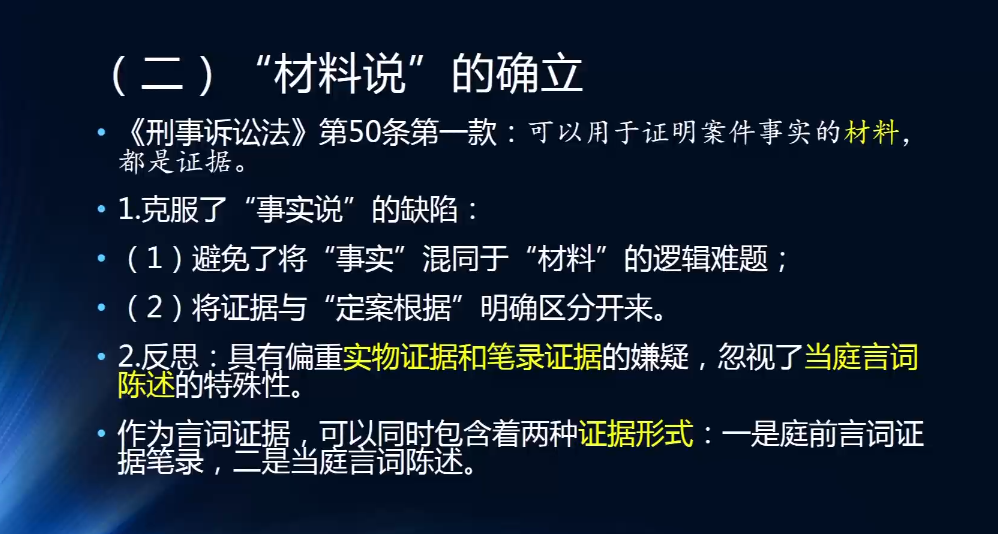 （二）“材料说”的确立
• 《刑事诉讼法》第50条第一款：可以用于证明案件事实的材料，
都是证据。
• 1.克服了“事实说”的缺陷：
• （1）避免了将“事实”混同于“材料”的逻辑难题；
• （2）将证据与“定案根据”明确区分开来。
• 2.反思：具有偏重实物证据和笔录证据的嫌疑，忽视了当庭言词
陈述的特殊性。
• 作为言词证据，可以同时包含着两种证据形式：一是庭前言词证
据笔录，二是当庭言词陈述。